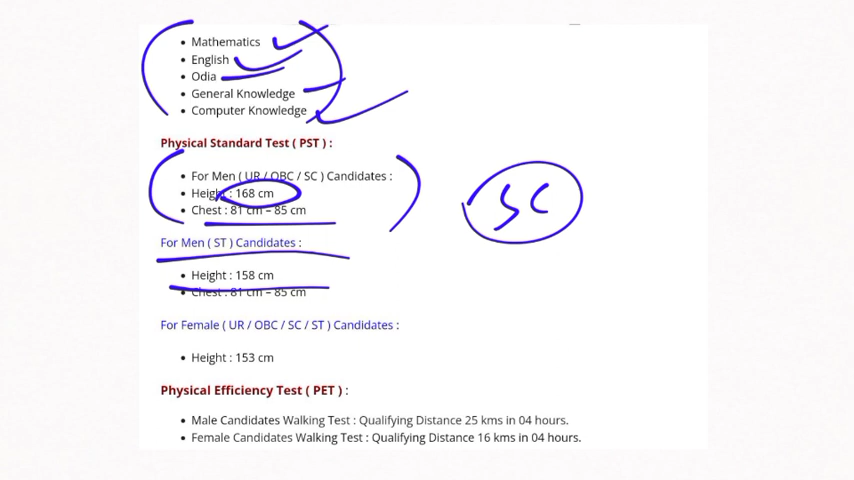 Mathematics
English
Odia
General Knowledge
Computer Knowledge
Physical Standard Test ( PST ) :
For Men ( UR / OBC / SC ) Candidates :
Height : 168 cm
Chest : 81 cm – 85 cm
SC
For Men ( ST ) Candidates :
Height : 158 cm
Chest : 81 cm – 85 cm
For Female ( UR / OBC / SC / ST ) Candidates :
Height : 153 cm
Physical Efficiency Test ( PET ) :
Male Candidates Walking Test : Qualifying Distance 25 kms in 04 hours.
Female Candidates Walking Test : Qualifying Distance 16 kms in 04 hours.